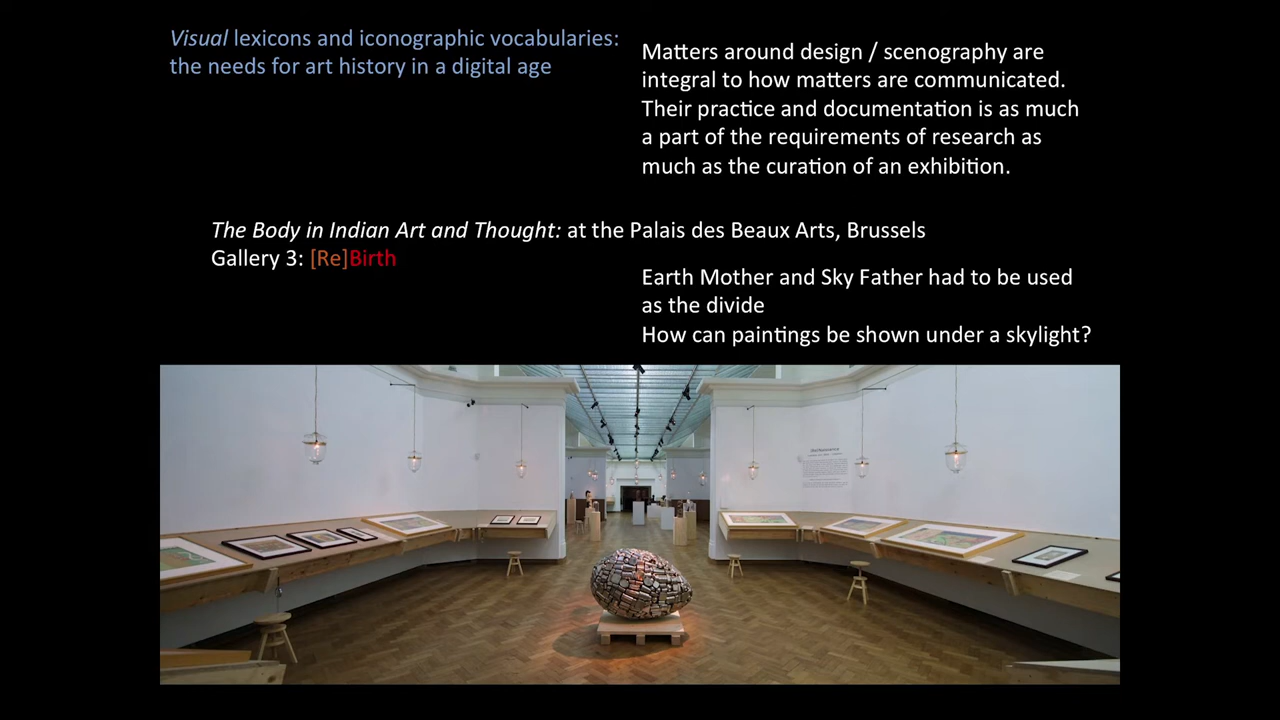 Visual lexicons and iconographic vocabularies:
the needs for art history in a digital age
Matters around design / scenography are
integral to how matters are communicated.
Their practice and documentation is as much
a part of the requirements of research as
much as the curation of an exhibition.
The Body in Indian Art and Thought: at the Palais des Beaux Arts, Brussels
Gallery 3: [Re]Birth
Earth Mother and Sky Father had to be used
as the divide
How can paintings be shown under a skylight?